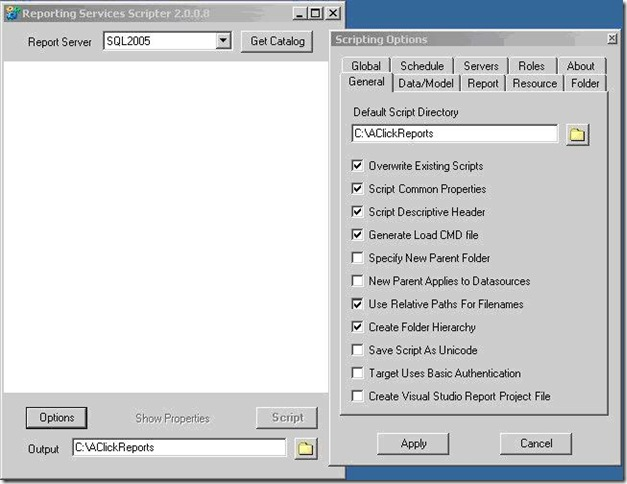 Reporting Services Scripter 2.0.0.8
Report Server
SQL2005
Get Catalog
Options
Show Properties
Script
Output
C:\AClickReports
Scripting Options
Global
Schedule
Servers
Roles
About
General
Data/Model
Report
Resource
Folder
Default Script Directory
C:\AClickReports
Overwrite Existing Scripts
Script Common Properties
Script Descriptive Header
Generate Load CMD file
Specify New Parent Folder
New Parent Applies to Datasources
Use Relative Paths For Filenames
Create Folder Hierarchy
Save Script As Unicode
Target Uses Basic Authentication
Create Visual Studio Report Project File
Apply
Cancel